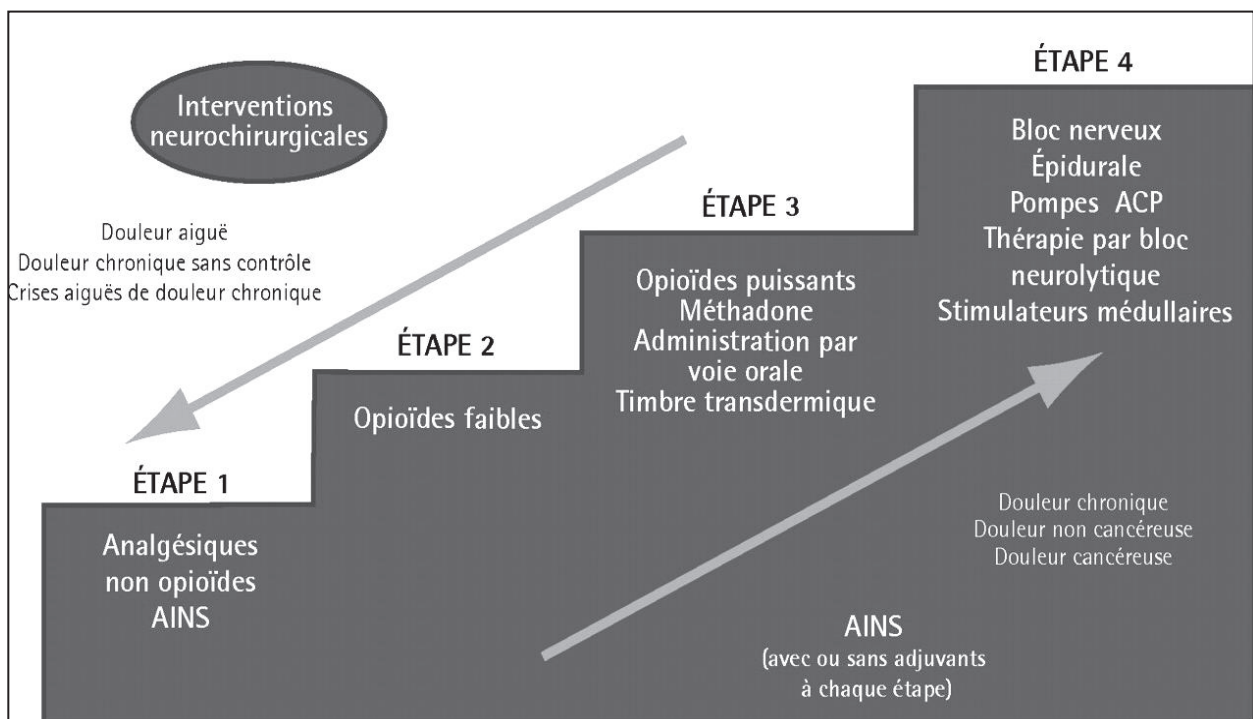 Interventions
neurochirurgicales
Douleur aiguë
Douleur chronique sans contrôle
Crises aiguës de douleur chronique
ÉTAPE 1
Analgésiques
non opioïdes
AINS
ÉTAPE 2
Opioïdes faibles
ÉTAPE 3
Opioïdes puissants
Méthadone
Administration par
voie orale
Timbre transdermique
ÉTAPE 4
Bloc nerveux
Épidurale
Pompes ACP
Thérapie par bloc
neurolytique
Stimulateurs médullaires
Douleur chronique
Douleur non cancéreuse
Douleur cancéreuse
AINS
(avec ou sans adjuvants
à chaque étape)